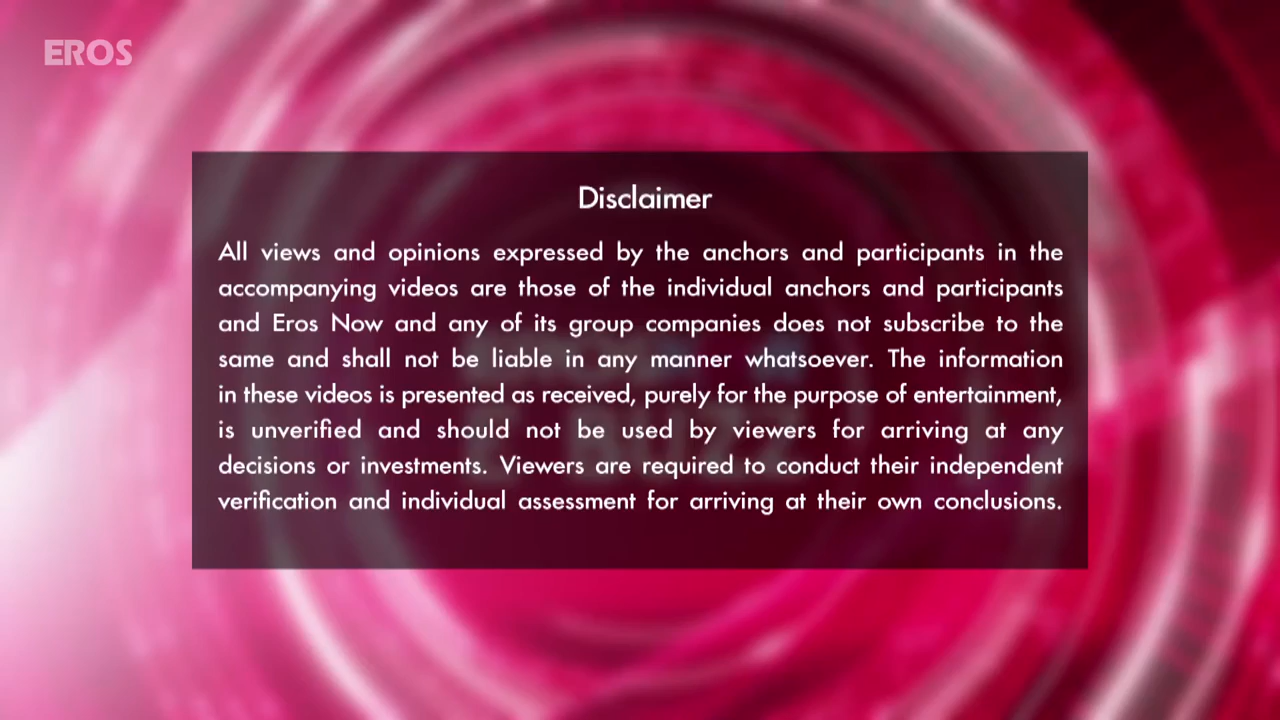 EROS
Disclaimer
All views and opinions expressed by the anchors and participants in the
accompanying videos are those of the individual anchors and participants
and Eros Now and any of its group companies does not subscribe to the
same and shall not be liable in any manner whatsoever. The information
in these videos is presented as received, purely for the purpose of entertainment,
is unverified and should not be used by viewers for arriving at any
decisions or investments. Viewers are required to conduct their independent
verification and individual assessment for arriving at their own conclusions.